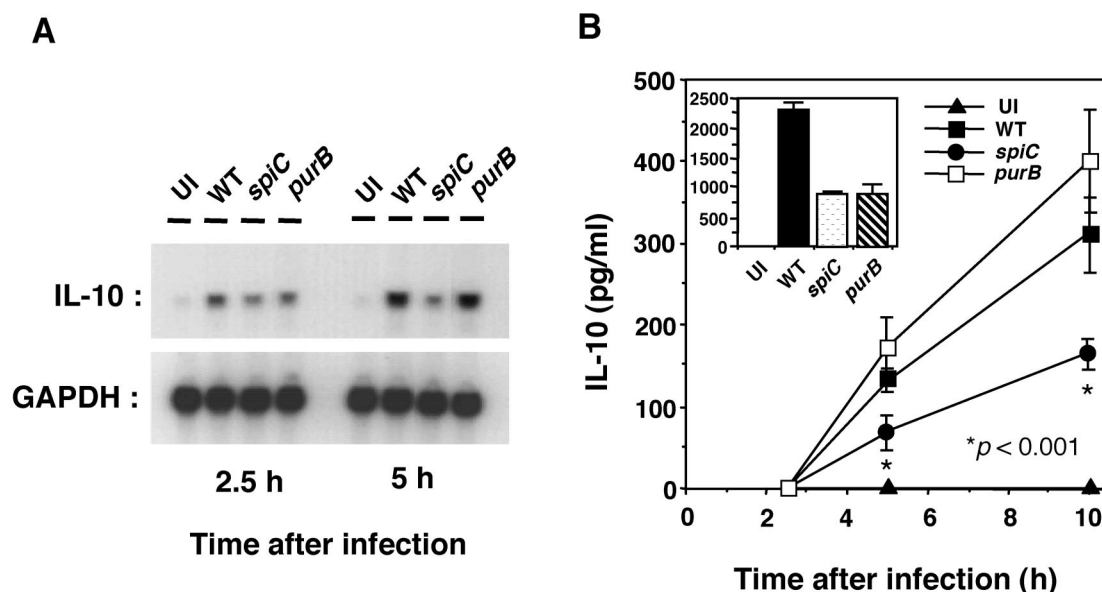 A
UI WT spiC purB UI WT spiC purB
IL-10 :
GAPDH :
2.5 h 5 h
Time after infection
B
500
400
300
200
100
0
IL-10 (pg/ml)
2500
2000
1500
1000
500
0
UI WT spiC purB
UI
WT
spiC
purB
*
*
*p < 0.001
0 2 4 6 8 10
Time after infection (h)